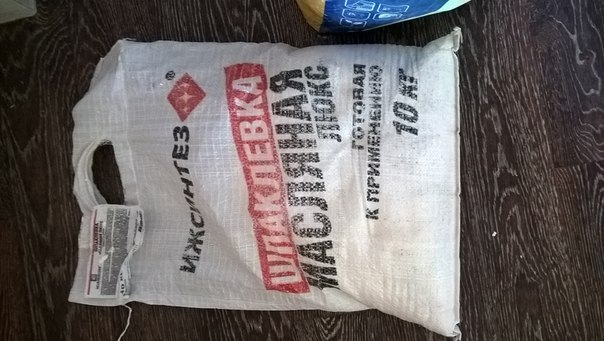 ИЖСИНТЕЗ®
ШПАКЛЕВКА
МАСЛЯНАЯ
ЛЮКС
ГОТОВАЯ
К ПРИМЕНЕНИЮ
10 КГ